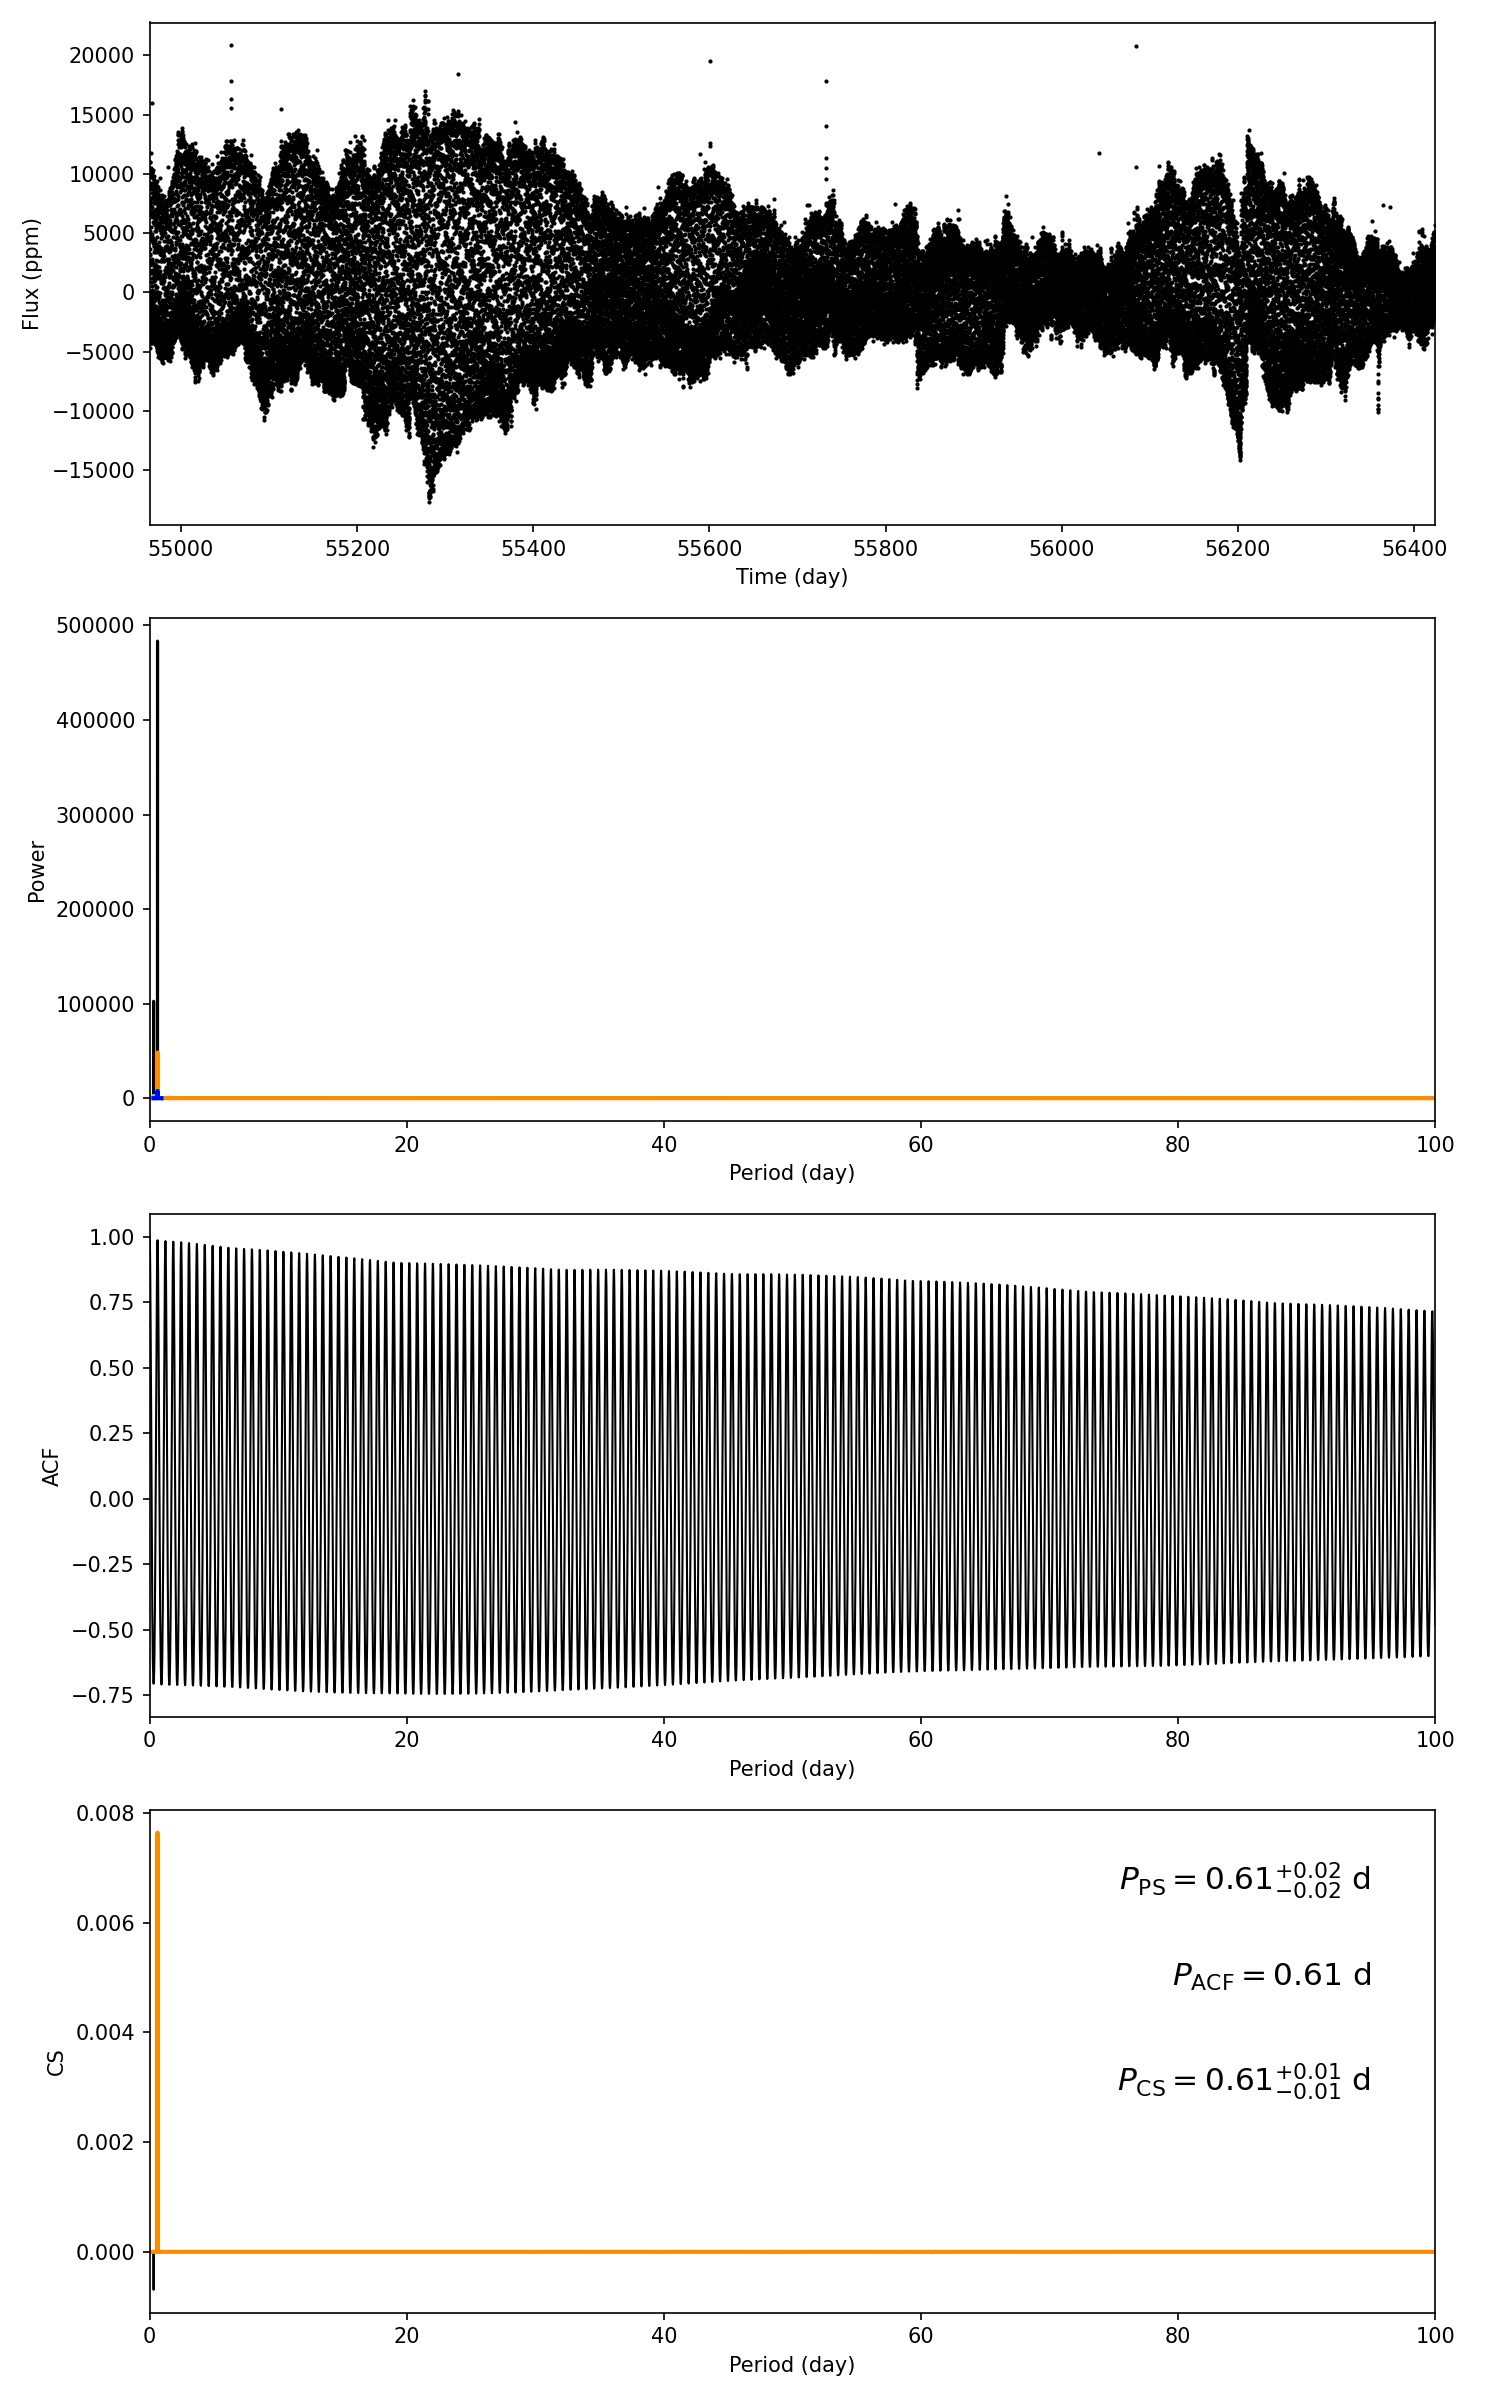 20000
15000
10000
5000
0
−5000
−10000
−15000
Flux (ppm)
55000 55200 55400 55600 55800 56000 56200 56400
Time (day)
500000
400000
300000
200000
100000
0
Power
0 20 40 60 80 100
Period (day)
1.00
0.75
0.50
0.25
0.00
−0.25
−0.50
−0.75
ACF
0 20 40 60 80 100
Period (day)
0.008
0.006
0.004
0.002
0.000
CS
P_PS = 0.61 +0.02 −0.02 d
P_ACF = 0.61 d
P_CS = 0.61 +0.01 −0.01 d
0 20 40 60 80 100
Period (day)